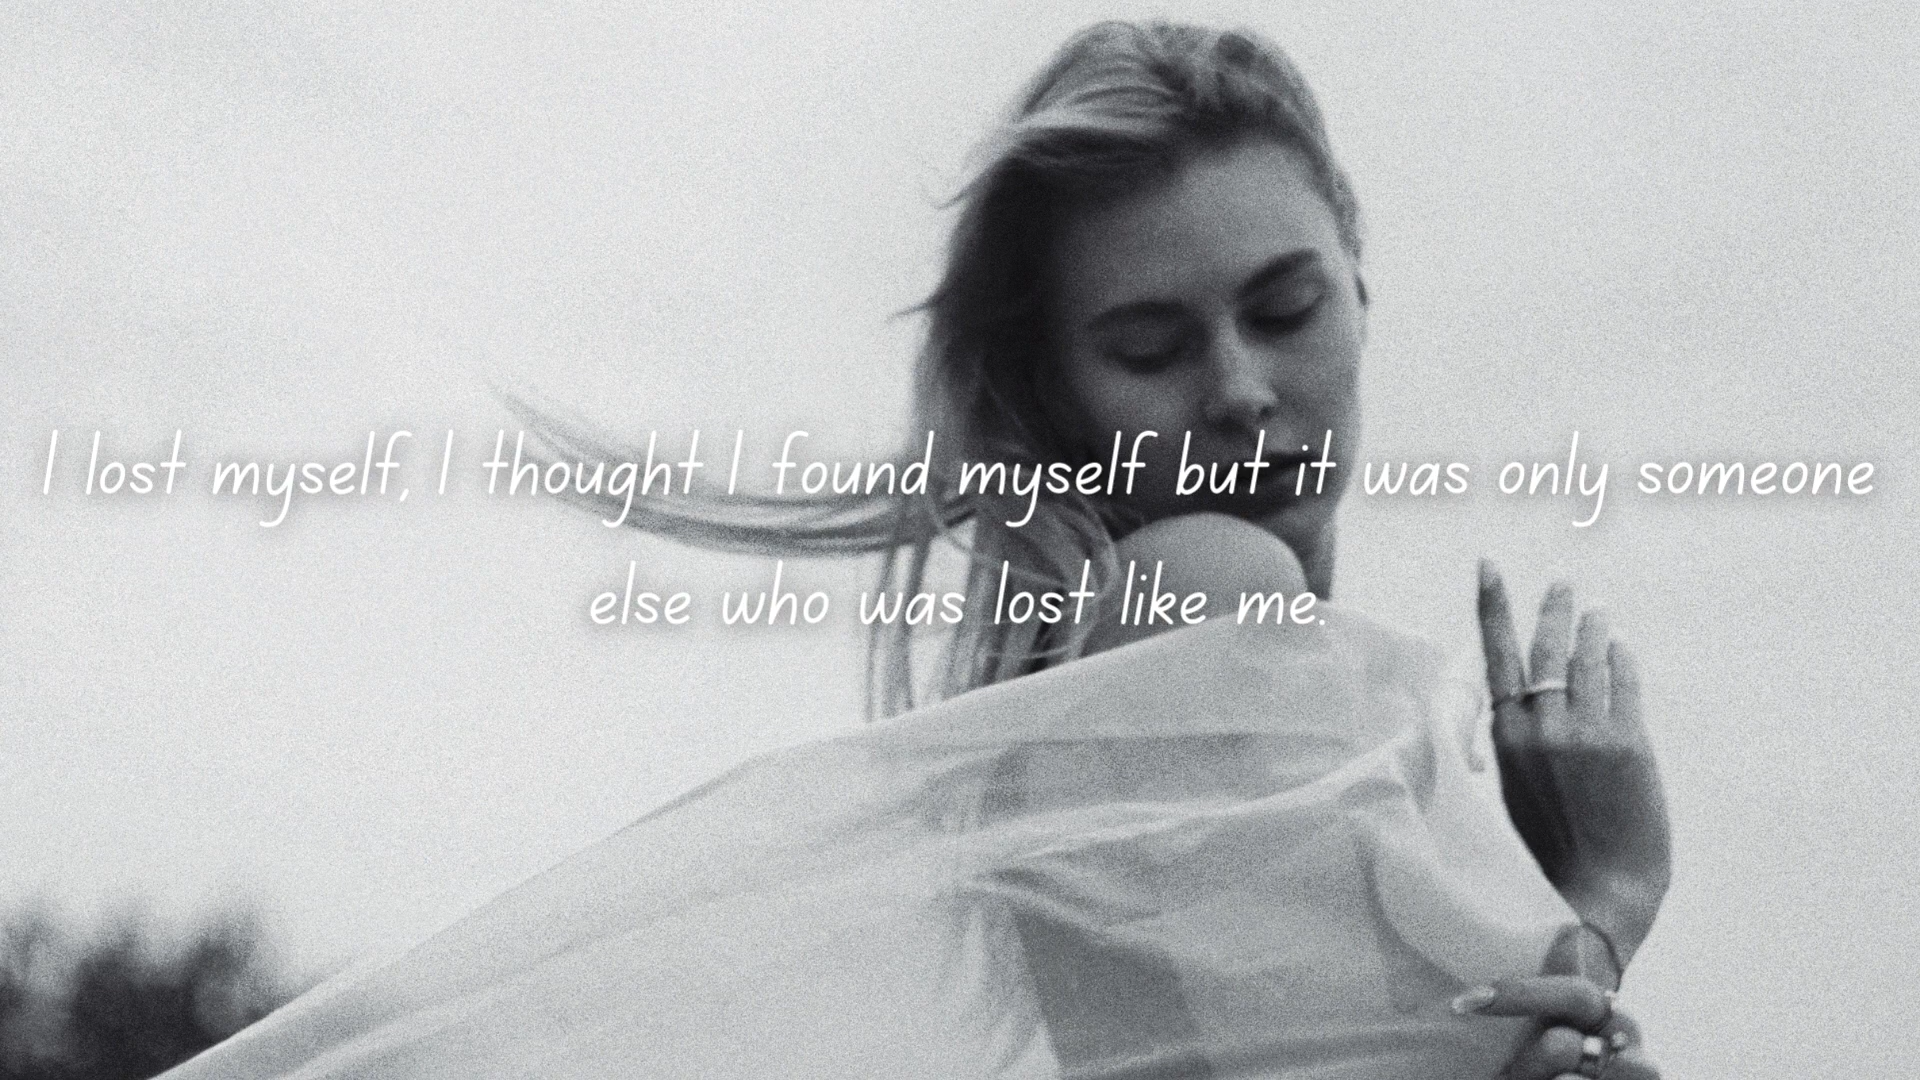 I lost myself, I thought I found myself but it was only someone
else who was lost like me.